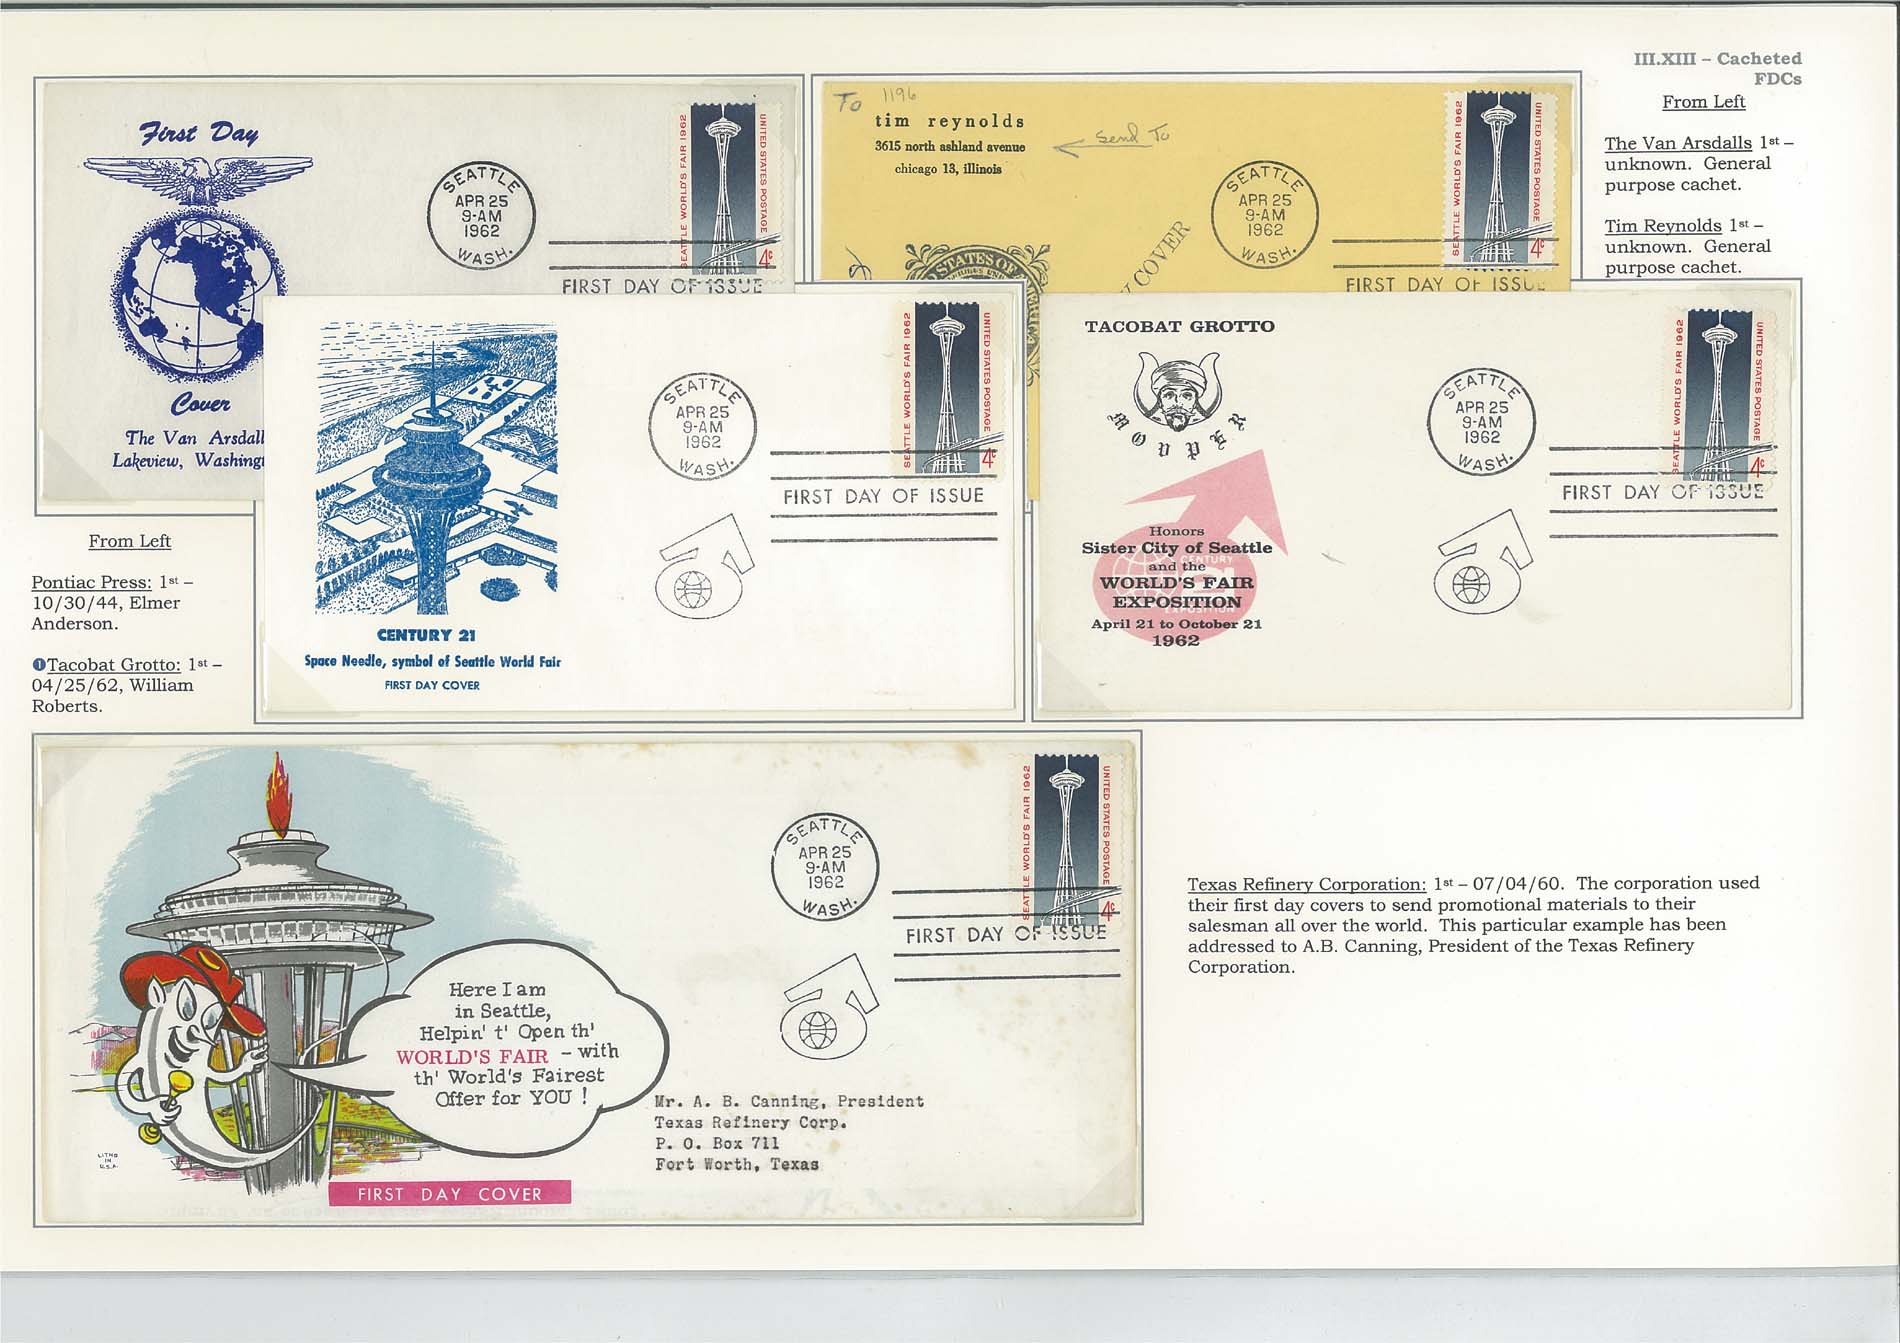 III.XIII – Cacheted
FDCs
From Left
The Van Arsdalls 1st –
unknown. General
purpose cachet.
Tim Reynolds 1st –
unknown. General
purpose cachet.
First Day
Cover
The Van Arsdall
Lakeview, Washingt
SEATTLE
APR 25
9-AM
1962
WASH.
SEATTLE WORLD'S FAIR 1962
UNITED STATES POSTAGE
4c
FIRST DAY OF ISSUE
To
1196
tim reynolds
3615 north ashland avenue
chicago 13, illinois
Send To
STATES OF
Y COVER
SEATTLE
APR 25
9-AM
1962
WASH.
SEATTLE WORLD'S FAIR 1962
UNITED STATES POSTAGE
4c
FIRST DAY OF ISSUE
From Left
Pontiac Press: 1st –
10/30/44, Elmer
Anderson.
1 Tacobat Grotto: 1st –
04/25/62, William
Roberts.
CENTURY 21
Space Needle, symbol of Seattle World Fair
FIRST DAY COVER
SEATTLE
APR 25
9-AM
1962
WASH.
SEATTLE WORLD'S FAIR 1962
UNITED STATES POSTAGE
4c
FIRST DAY OF ISSUE
TACOBAT GROTTO
MOVPER
Honors
Sister City of Seattle
and the
WORLD'S FAIR
EXPOSITION
April 21 to October 21
1962
CENTURY
21
EXPOSITION
SEATTLE
APR 25
9-AM
1962
WASH.
SEATTLE WORLD'S FAIR 1962
UNITED STATES POSTAGE
4c
FIRST DAY OF ISSUE
Here I am
in Seattle,
Helpin' t' Open th'
WORLD'S FAIR – with
th' World's Fairest
Offer for YOU !
LITHO
IN
U.S.A.
FIRST DAY COVER
SEATTLE
APR 25
9-AM
1962
WASH.
SEATTLE WORLD'S FAIR 1962
UNITED STATES POSTAGE
4c
FIRST DAY OF ISSUE
Mr. A. B. Canning, President
Texas Refinery Corp.
P. O. Box 711
Fort Worth, Texas
Texas Refinery Corporation: 1st – 07/04/60. The corporation used
their first day covers to send promotional materials to their
salesman all over the world. This particular example has been
addressed to A.B. Canning, President of the Texas Refinery
Corporation.